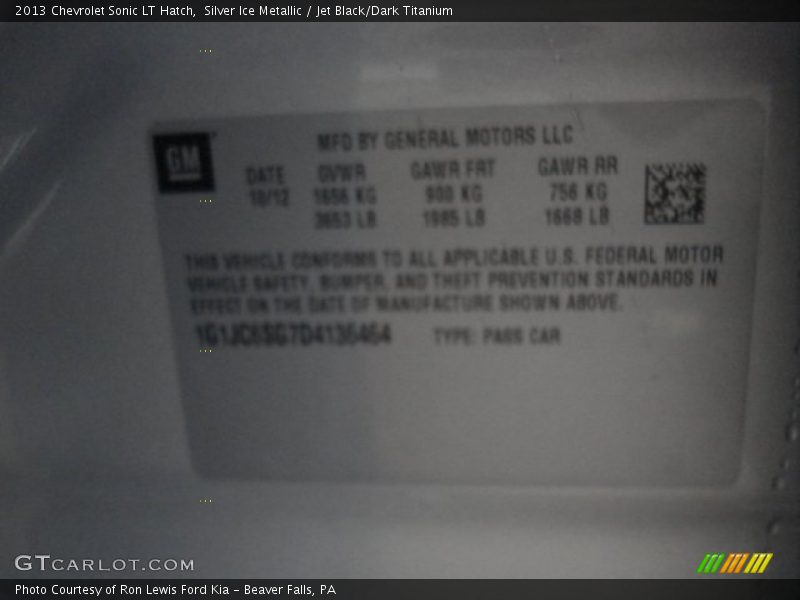 2013 Chevrolet Sonic LT Hatch,  Silver Ice Metallic / Jet Black/Dark Titanium
GM
MFD BY GENERAL MOTORS LLC
DATE GVWR GAWR FRT GAWR RR
10/12 1656 KG 900 KG 756 KG
3653 LB 1985 LB 1668 LB
THIS VEHICLE CONFORMS TO ALL APPLICABLE U.S. FEDERAL MOTOR
VEHICLE SAFETY, BUMPER, AND THEFT PREVENTION STANDARDS IN
EFFECT ON THE DATE OF MANUFACTURE SHOWN ABOVE.
TYPE: PASS CAR
GTCARLOT.COM
Photo Courtesy of Ron Lewis Ford Kia - Beaver Falls, PA